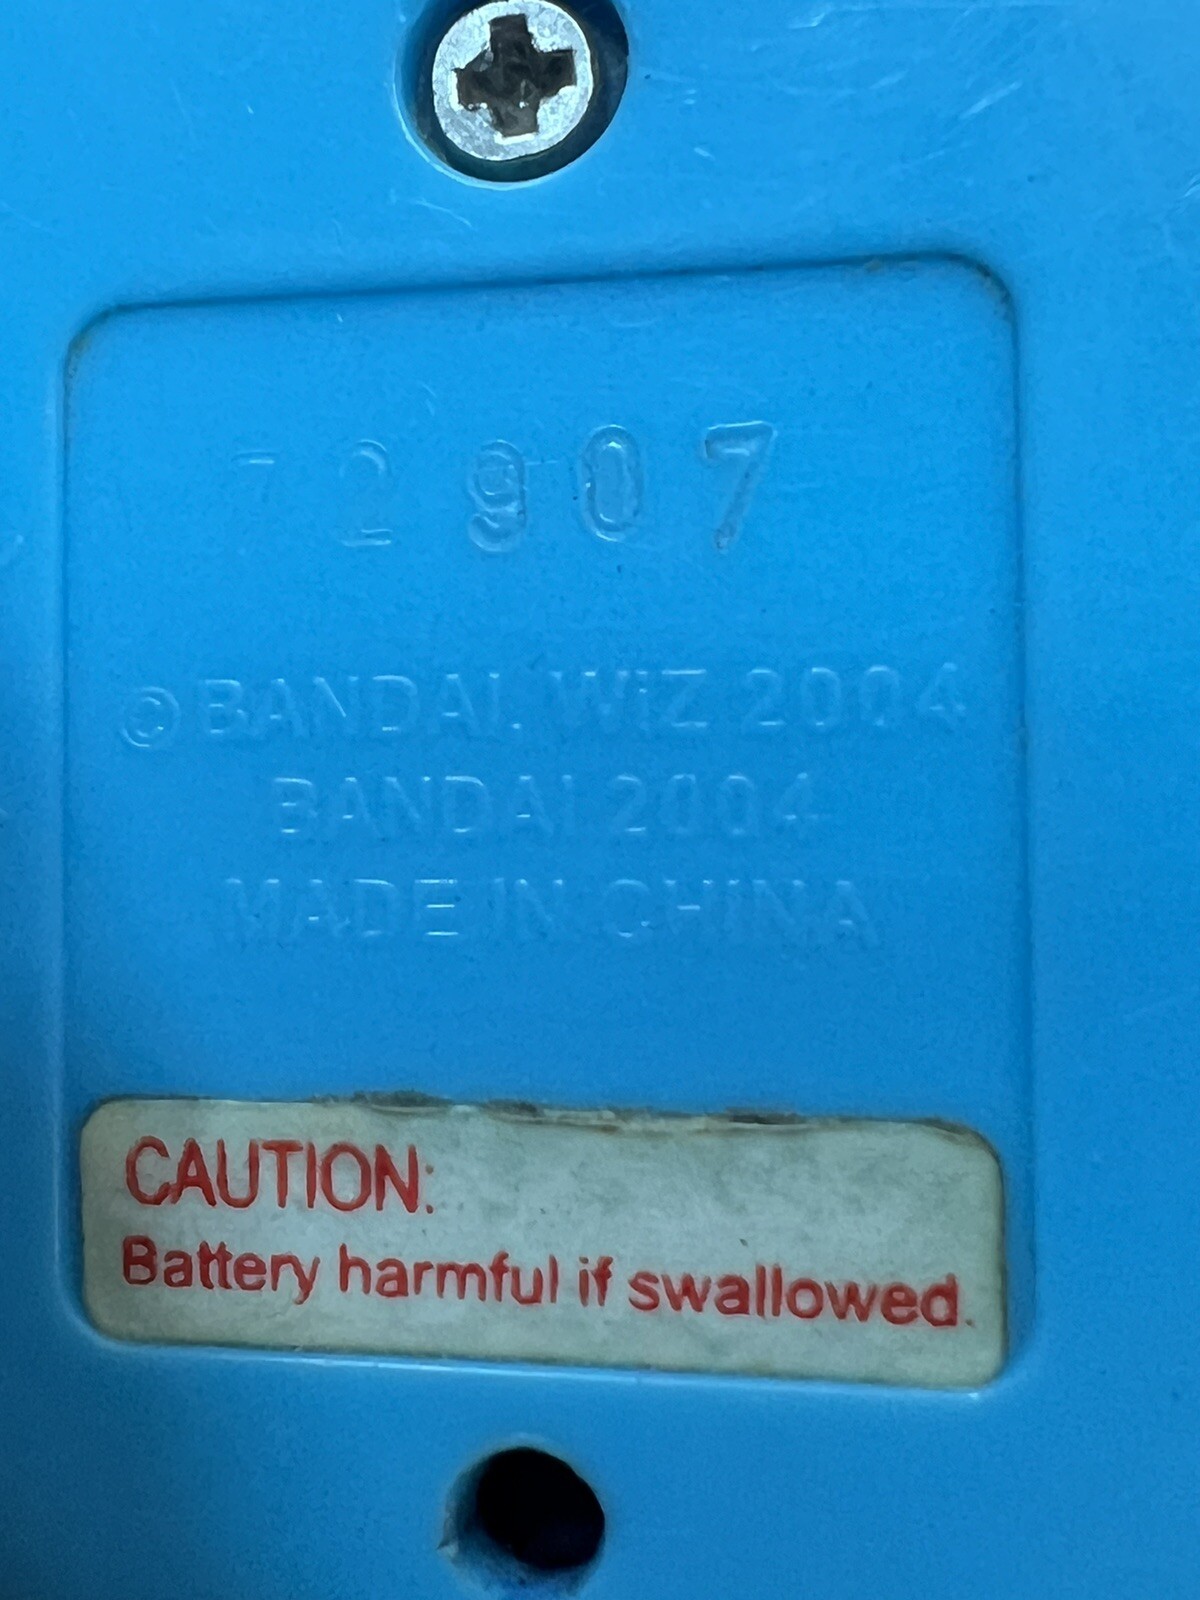 72907
©BANDAI. WiZ 2004
BANDAI 2004
MADE IN CHINA
CAUTION:
Battery harmful if swallowed.